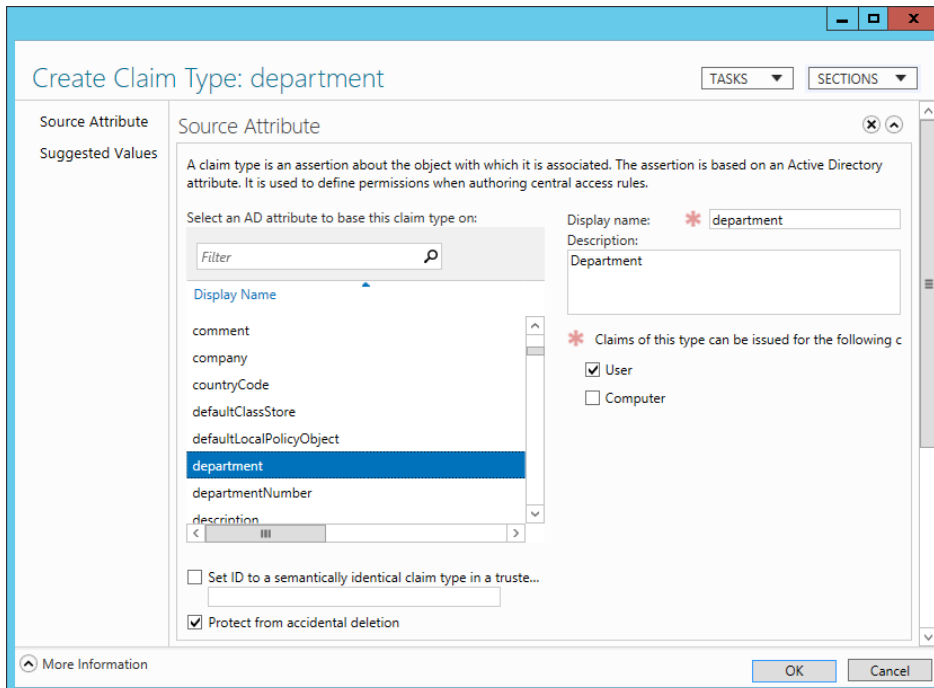 Create Claim Type: department
TASKS
SECTIONS
Source Attribute
Suggested Values
Source Attribute
A claim type is an assertion about the object with which it is associated. The assertion is based on an Active Directory
attribute. It is used to define permissions when authoring central access rules.
Select an AD attribute to base this claim type on:
Filter
Display Name
comment
company
countryCode
defaultClassStore
defaultLocalPolicyObject
department
departmentNumber
description
Display name: * department
Description:
Department
* Claims of this type can be issued for the following c
User
Computer
Set ID to a semantically identical claim type in a truste...
Protect from accidental deletion
More Information
OK
Cancel